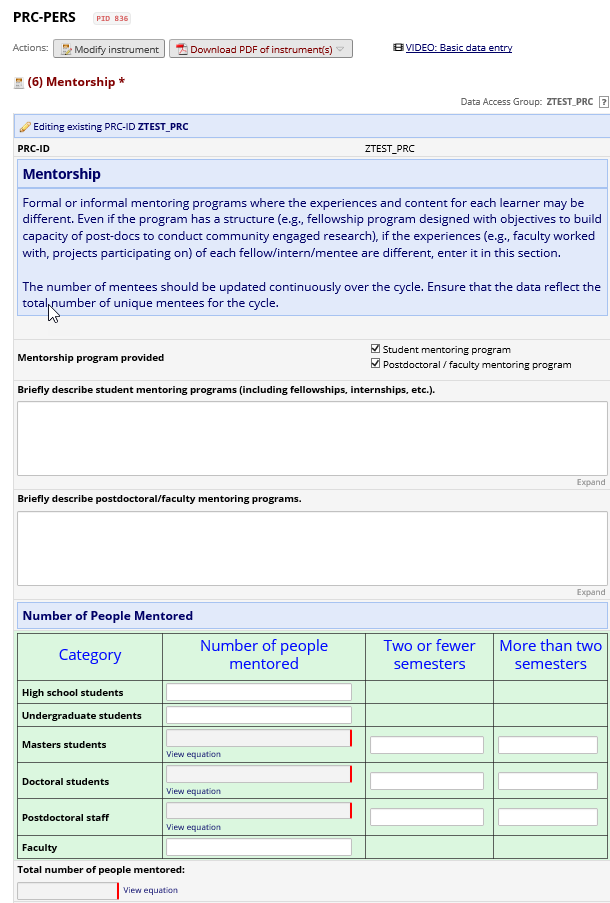 PRC-PERS PID 836
Actions: Modify instrument Download PDF of instrument(s) VIDEO: Basic data entry
(6) Mentorship *
Data Access Group: ZTEST_PRC ?
Editing existing PRC-ID ZTEST_PRC
PRC-ID ZTEST_PRC
Mentorship
Formal or informal mentoring programs where the experiences and content for each learner may be
different. Even if the program has a structure (e.g., fellowship program designed with objectives to build
capacity of post-docs to conduct community engaged research), if the experiences (e.g., faculty worked
with, projects participating on) of each fellow/intern/mentee are different, enter it in this section.
The number of mentees should be updated continuously over the cycle. Ensure that the data reflect the
total number of unique mentees for the cycle.
Mentorship program provided
Student mentoring program
Postdoctoral / faculty mentoring program
Briefly describe student mentoring programs (including fellowships, internships, etc.).
Expand
Briefly describe postdoctoral/faculty mentoring programs.
Expand
Number of People Mentored
Category Number of people mentored Two or fewer semesters More than two semesters
High school students
Undergraduate students
Masters students
View equation
Doctoral students
View equation
Postdoctoral staff
View equation
Faculty
Total number of people mentored:
View equation